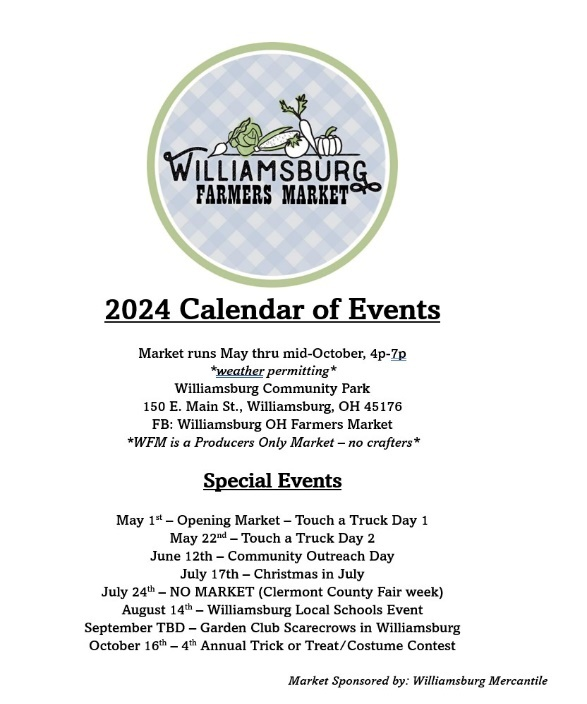 WILLIAMSBURG
FARMERS MARKET
2024 Calendar of Events
Market runs May thru mid-October, 4p-7p
*weather permitting*
Williamsburg Community Park
150 E. Main St., Williamsburg, OH 45176
FB: Williamsburg OH Farmers Market
*WFM is a Producers Only Market – no crafters*
Special Events
May 1st – Opening Market – Touch a Truck Day 1
May 22nd – Touch a Truck Day 2
June 12th – Community Outreach Day
July 17th – Christmas in July
July 24th – NO MARKET (Clermont County Fair week)
August 14th – Williamsburg Local Schools Event
September TBD – Garden Club Scarecrows in Williamsburg
October 16th – 4th Annual Trick or Treat/Costume Contest
Market Sponsored by: Williamsburg Mercantile